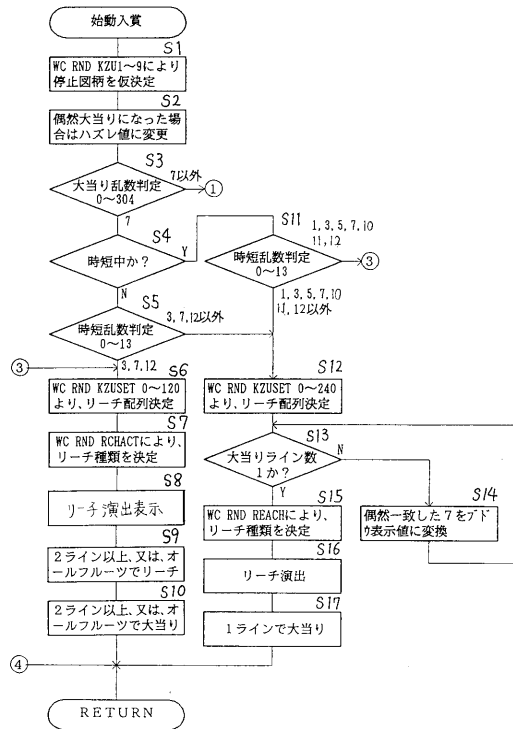 始動入賞
S1
WC RND KZU1～9により
停止図柄を仮決定
S2
偶然大当りになった場
合はハズレ値に変更
S3
7以外
大当り乱数判定
0～304
①
7
S4
時短中か？
Y
N
S11
1,3,5,7,10
11,12
時短乱数判定
0～13
③
1,3,5,7,10
11,12以外
S5
時短乱数判定
0～13
3,7,12以外
③
3,7,12
S6
WC RND KZUSET 0～120
より、リーチ配列決定
S7
WC RND RCHACTにより、
リーチ種類を決定
S8
リーチ演出表示
S9
2ライン以上、又は、オ
ールフルーツでリーチ
S10
2ライン以上、又は、オ
ールフルーツで大当り
S12
WC RND KZUSET 0～240
より、リーチ配列決定
S13
大当りライン数
1か？
N
Y
S14
偶然一致した7をブド
ウ表示値に変換
S15
WC RND REACHにより、
リーチ種類を決定
S16
リーチ演出
S17
1ラインで大当り
④
RETURN